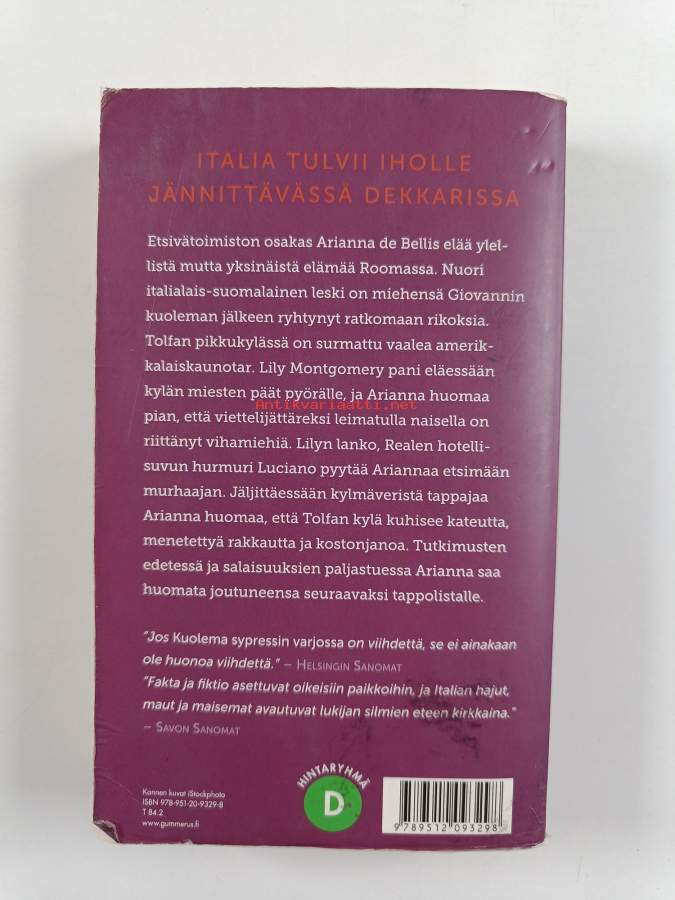 ITALIA TULVII IHOLLE
JÄNNITTÄVÄSSÄ DEKKARISSA
Etsivätoimiston osakas Arianna de Bellis elää ylel-
listä mutta yksinäistä elämää Roomassa. Nuori
italialais-suomalainen leski on miehensä Giovannin
kuoleman jälkeen ryhtynyt ratkomaan rikoksia.
Tolfan pikkukylässä on surmattu vaalea amerik-
kalaiskaunotar. Lily Montgomery pani eläessään
kylän miesten päät pyörälle, ja Arianna huomaa
Antikvariaatti.net
pian, että viettelijättäreksi leimatulla naisella on
riittänyt vihamiehiä. Lilyn lanko, Realen hotelli-
suvun hurmuri Luciano pyytää Ariannaa etsimään
murhaajan. Jäljittäessään kylmäveristä tappajaa
Arianna huomaa, että Tolfan kylä kuhisee kateutta,
menetettyä rakkautta ja kostonjanoa. Tutkimusten
edetessä ja salaisuuksien paljastuessa Arianna saa
huomata joutuneensa seuraavaksi tappolistalle.
"Jos Kuolema sypressin varjossa on viihdettä, se ei ainakaan
ole huonoa viihdettä." – HELSINGIN SANOMAT
"Fakta ja fiktio asettuvat oikeisiin paikkoihin, ja Italian hajut,
maut ja maisemat avautuvat lukijan silmien eteen kirkkaina."
– SAVON SANOMAT
Kannen kuvat iStockphoto
ISBN 978-951-20-9329-8
T 84.2
www.gummerus.fi
HINTARYHMÄ
D
9 789512 093298